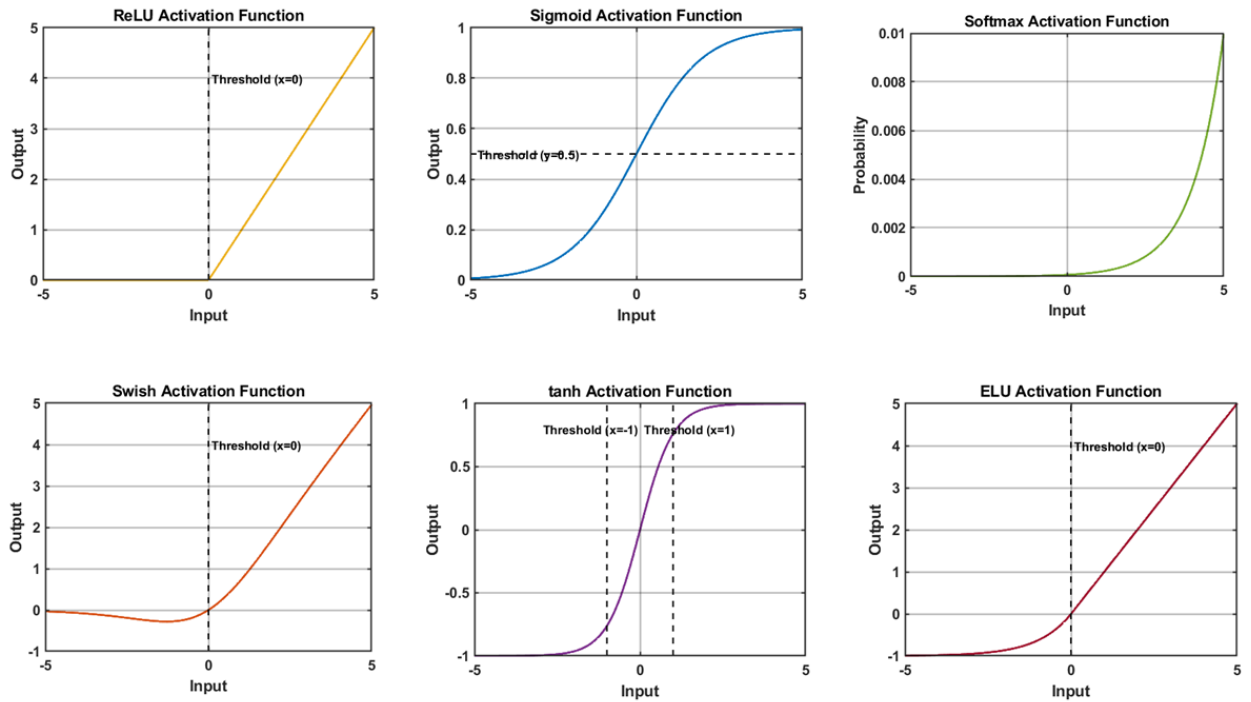 ReLU Activation Function
5
4
3
2
1
0
Threshold (x=0)
Output
-5
0
5
Input
Sigmoid Activation Function
1
0.8
0.6
0.4
0.2
0
Threshold (y=0.5)
Output
-5
0
5
Input
Softmax Activation Function
0.01
0.008
0.006
0.004
0.002
0
Probability
-5
0
5
Input
Swish Activation Function
5
4
3
2
1
0
-1
Threshold (x=0)
Output
-5
0
5
Input
tanh Activation Function
1
0.5
0
-0.5
-1
Threshold (x=-1)
Threshold (x=1)
Output
-5
0
5
Input
ELU Activation Function
5
4
3
2
1
0
-1
Threshold (x=0)
Output
-5
0
5
Input